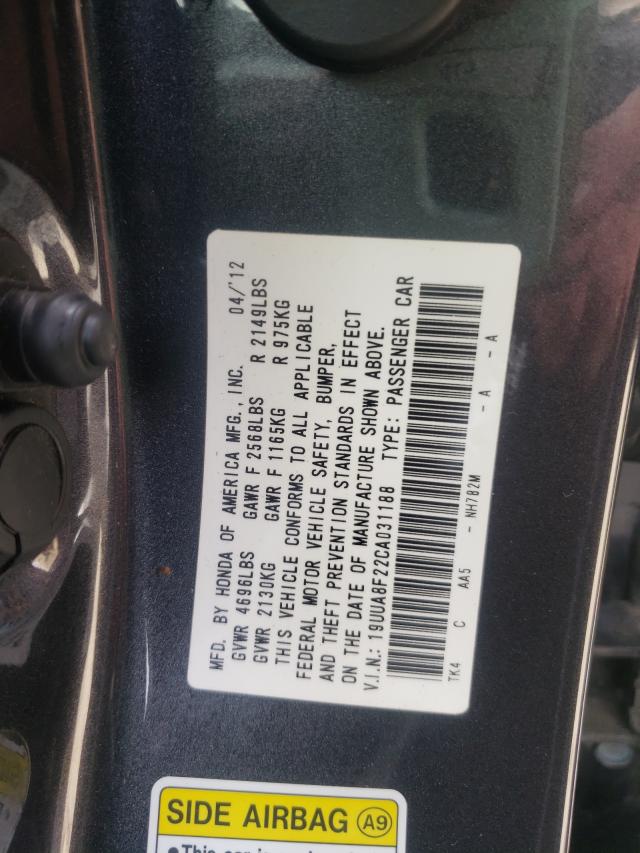 MFD. BY HONDA OF AMERICA MFG., INC. 04/'12
GVWR 4696LBS GAWR F 2568LBS R 2149LBS
GVWR 2130KG GAWR F 1165KG R 975KG
THIS VEHICLE CONFORMS TO ALL APPLICABLE
FEDERAL MOTOR VEHICLE SAFETY, BUMPER,
AND THEFT PREVENTION STANDARDS IN EFFECT
ON THE DATE OF MANUFACTURE SHOWN ABOVE.
V.I.N.: 19UUA8F22CA031188 TYPE: PASSENGER CAR
TK4 C AA5 - NH782M - A - A
SIDE AIRBAG A9